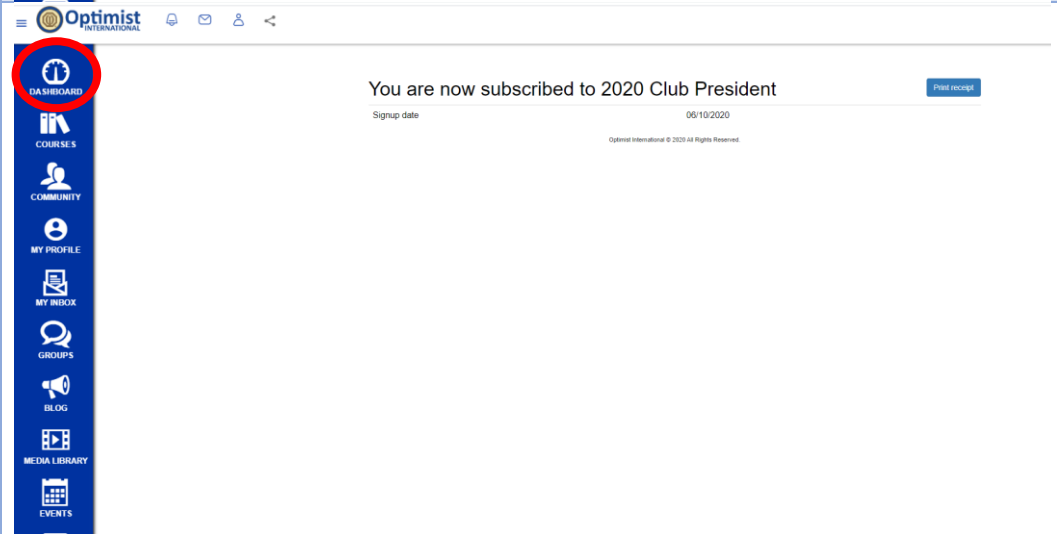 Optimist
INTERNATIONAL
DASHBOARD
COURSES
COMMUNITY
MY PROFILE
MY INBOX
GROUPS
BLOG
MEDIA LIBRARY
EVENTS
You are now subscribed to 2020 Club President
Print receipt
Signup date 06/10/2020
Optimist International © 2020 All Rights Reserved.